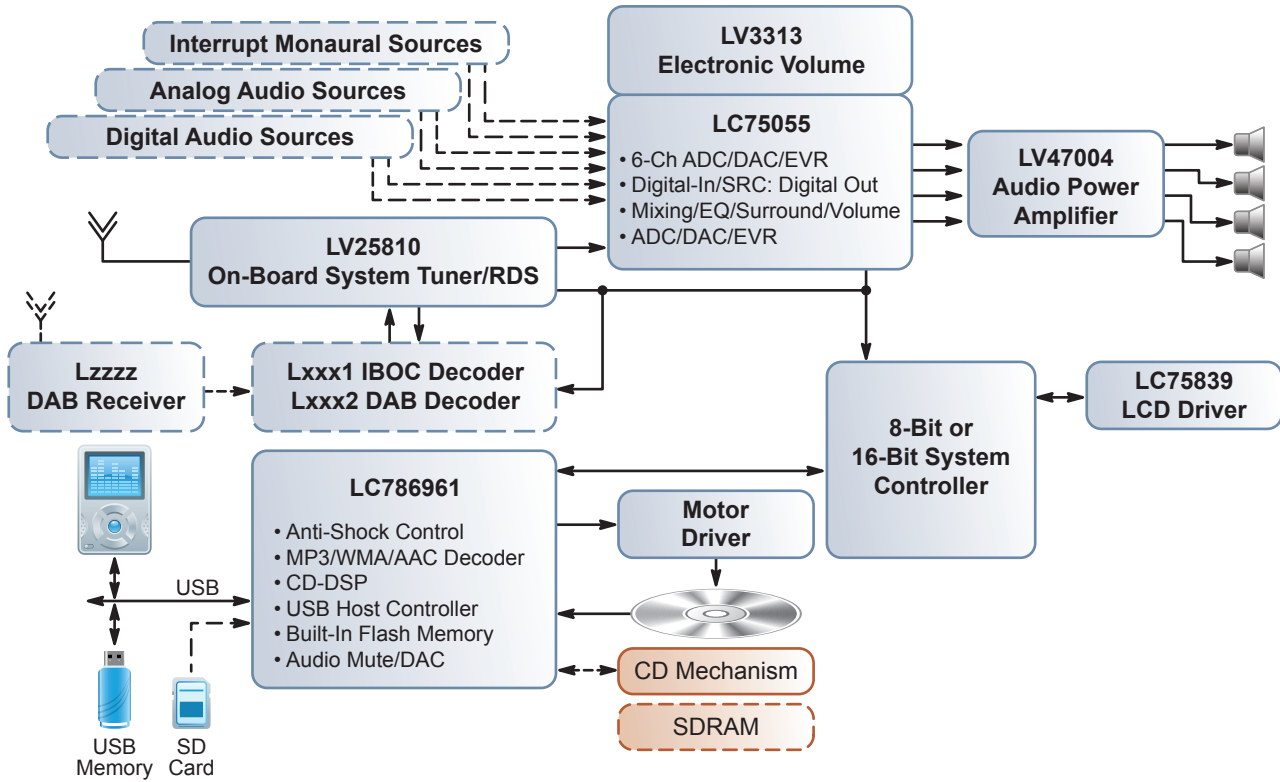 Interrupt Monaural Sources
Analog Audio Sources
Digital Audio Sources
LV3313
Electronic Volume
LC75055
• 6-Ch ADC/DAC/EVR
• Digital-In/SRC: Digital Out
• Mixing/EQ/Surround/Volume
• ADC/DAC/EVR
LV47004
Audio Power
Amplifier
LV25810
On-Board System Tuner/RDS
Lzzzz
DAB Receiver
Lxxx1 IBOC Decoder
Lxxx2 DAB Decoder
8-Bit or
16-Bit System
Controller
LC75839
LCD Driver
LC786961
• Anti-Shock Control
• MP3/WMA/AAC Decoder
• CD-DSP
• USB Host Controller
• Built-In Flash Memory
• Audio Mute/DAC
Motor
Driver
USB
CD Mechanism
SDRAM
USB
Memory
SD
Card